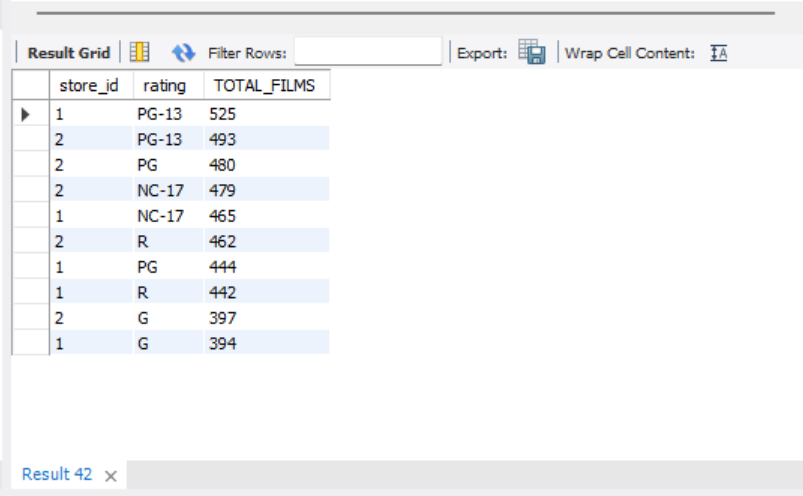 Result Grid Filter Rows: Export: Wrap Cell Content: IA
store_id rating TOTAL_FILMS
1 PG-13 525
2 PG-13 493
2 PG 480
2 NC-17 479
1 NC-17 465
2 R 462
1 PG 444
1 R 442
2 G 397
1 G 394
Result 42 ×